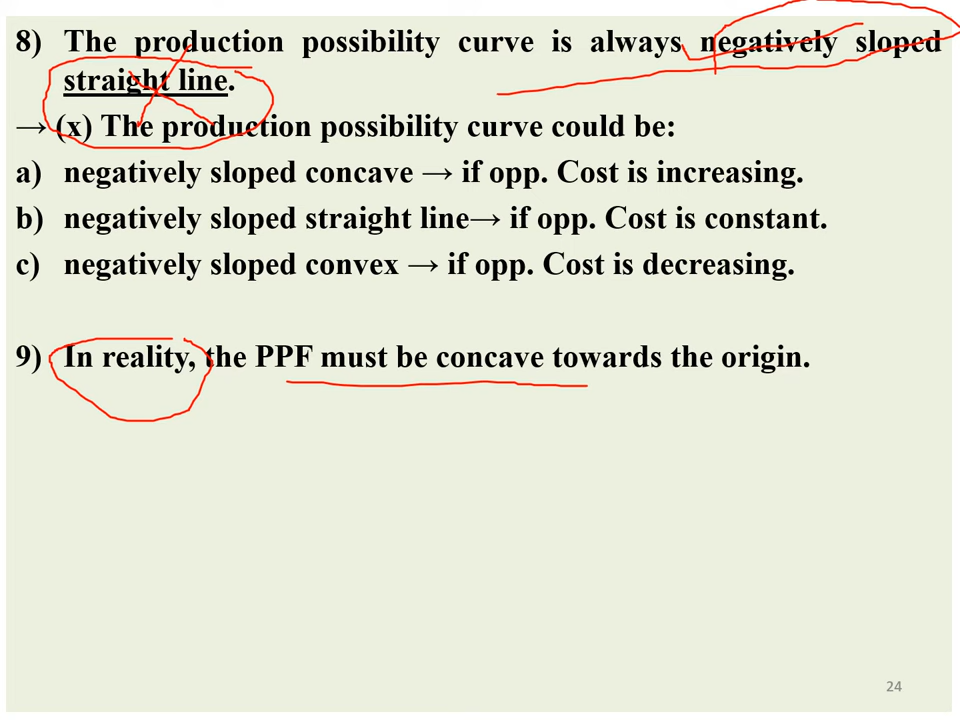 8) The production possibility curve is always negatively sloped
straight line.
→ (x) The production possibility curve could be:
a) negatively sloped concave → if opp. Cost is increasing.
b) negatively sloped straight line→ if opp. Cost is constant.
c) negatively sloped convex → if opp. Cost is decreasing.
9) In reality, the PPF must be concave towards the origin.
24